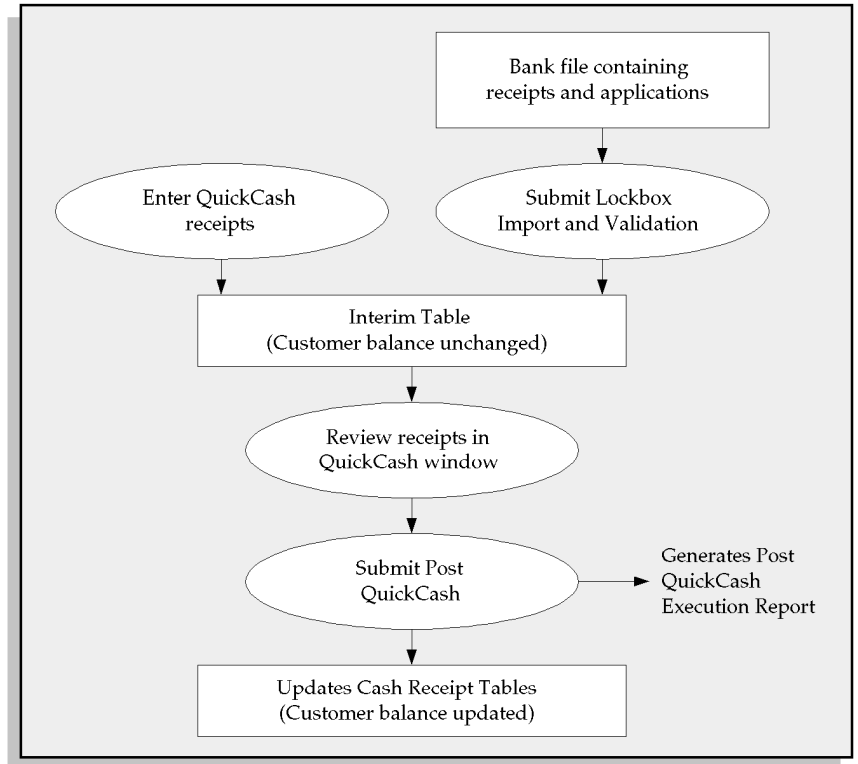 Bank file containing
receipts and applications
Enter QuickCash
receipts
Submit Lockbox
Import and Validation
Interim Table
(Customer balance unchanged)
Review receipts in
QuickCash window
Submit Post
QuickCash
Generates Post
QuickCash
Execution Report
Updates Cash Receipt Tables
(Customer balance updated)